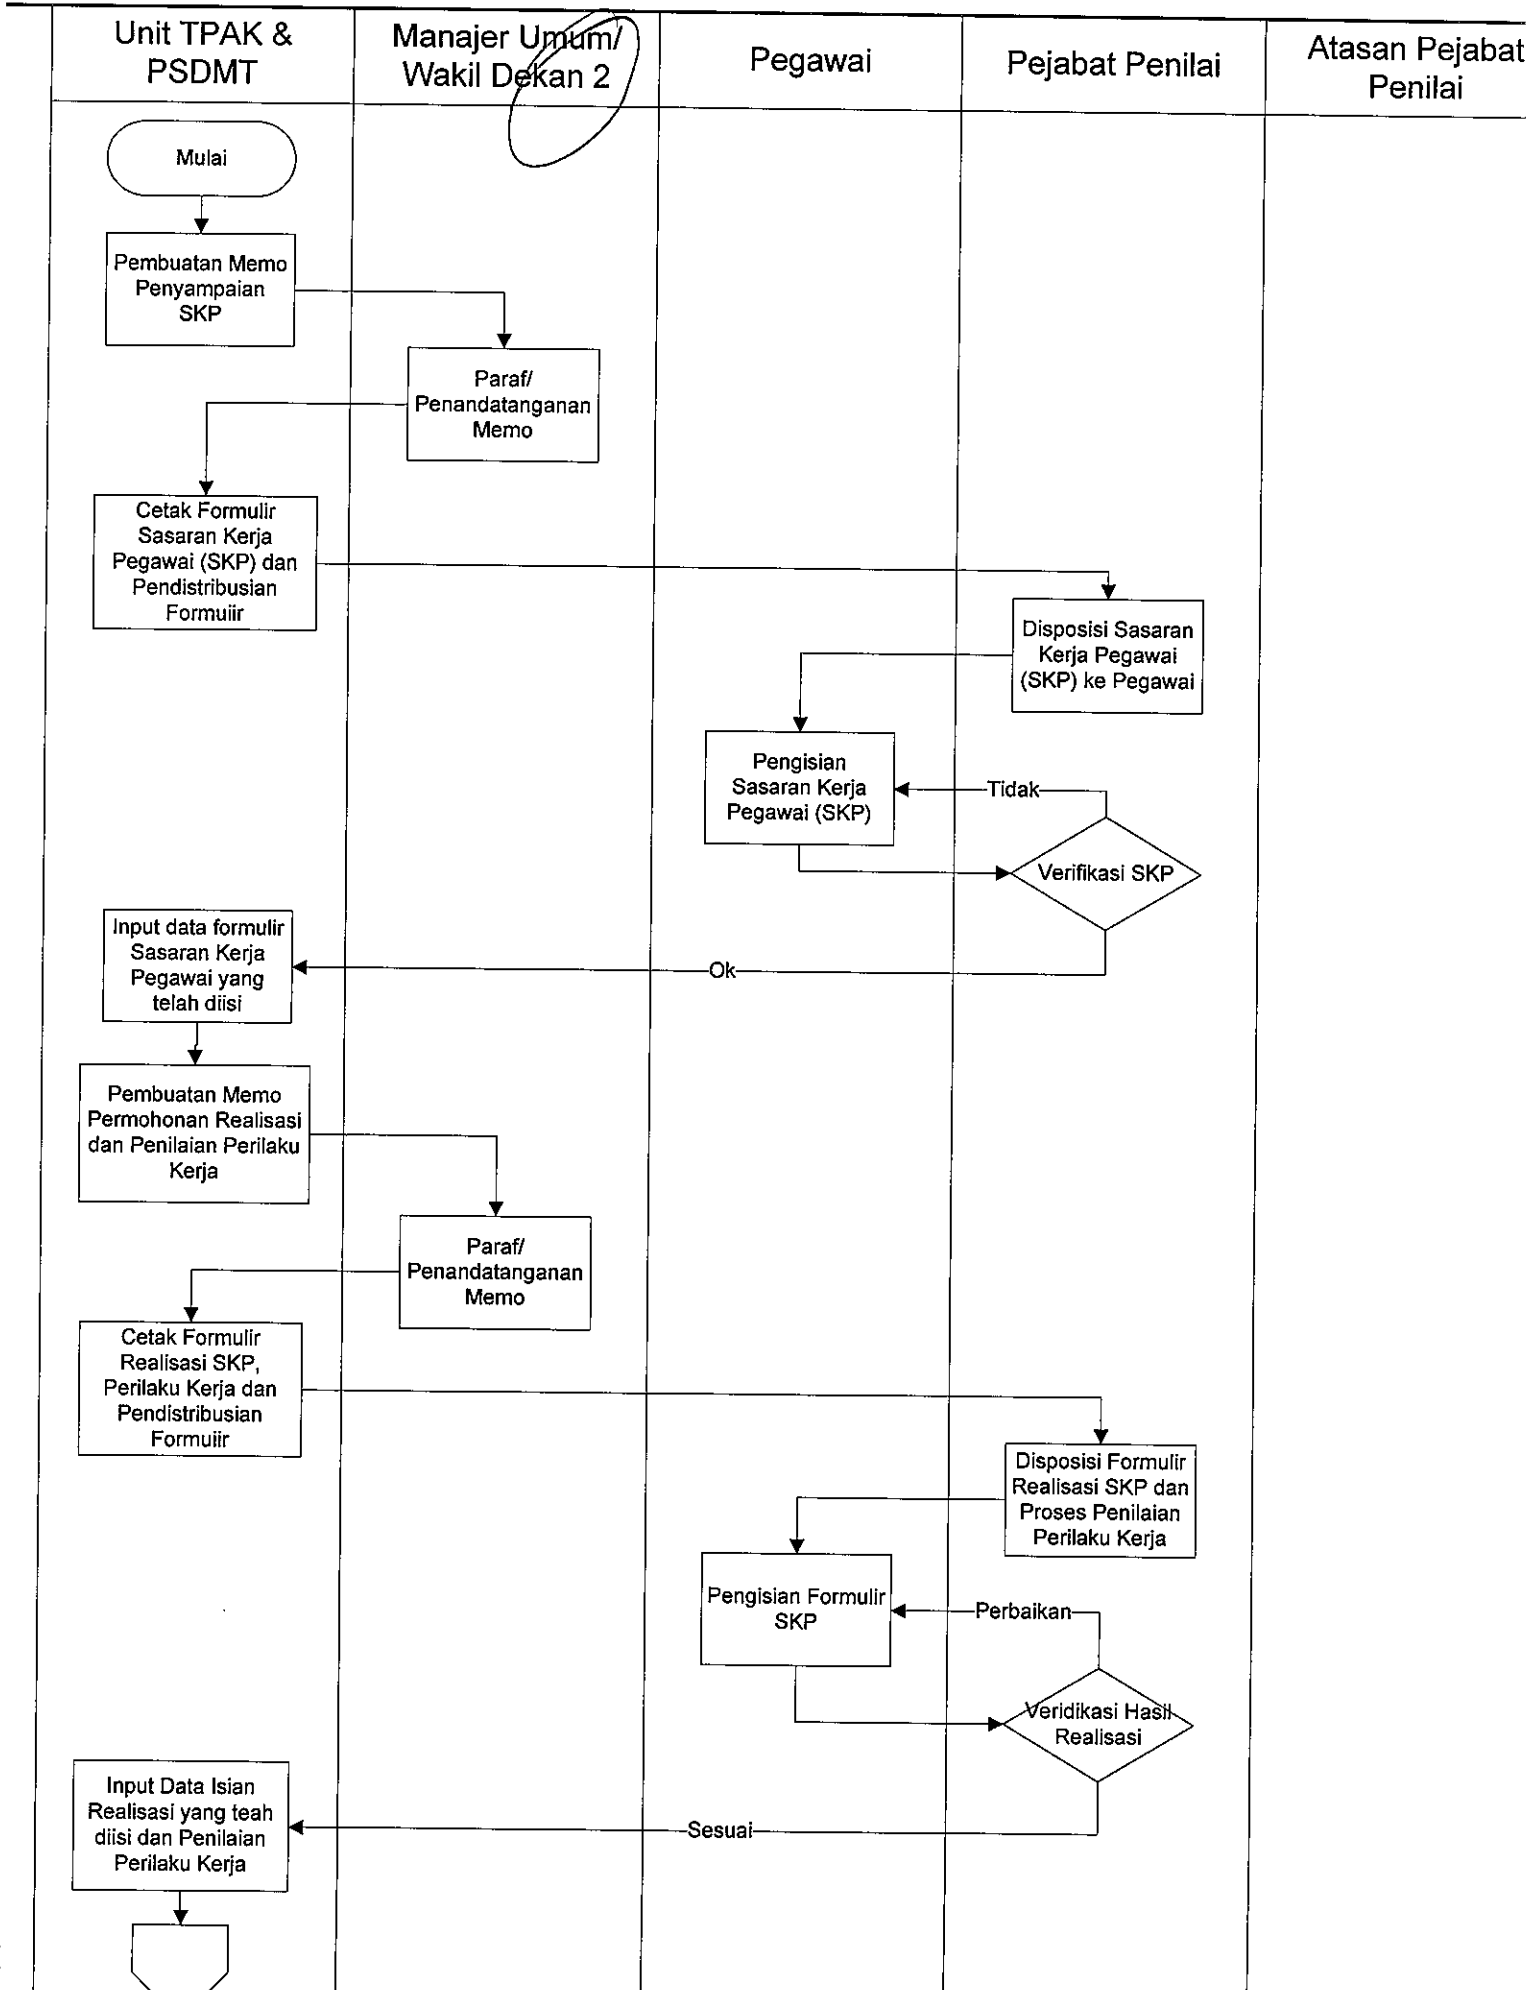 Unit TPAK &
PSDMT
Manajer Umum/
Wakil Dekan 2
Pegawai
Pejabat Penilai
Atasan Pejabat
Penilai
Mulai
Pembuatan Memo
Penyampaian
SKP
Paraf/
Penandatanganan
Memo
Cetak Formulir
Sasaran Kerja
Pegawai (SKP) dan
Pendistribusian
Formuiir
Disposisi Sasaran
Kerja Pegawai
(SKP) ke Pegawai
Pengisian
Sasaran Kerja
Pegawai (SKP)
Tidak
Verifikasi SKP
Ok
Input data formulir
Sasaran Kerja
Pegawai yang
telah diisi
Pembuatan Memo
Permohonan Realisasi
dan Penilaian Perilaku
Kerja
Paraf/
Penandatanganan
Memo
Cetak Formulir
Realisasi SKP,
Perilaku Kerja dan
Pendistribusian
Formuiir
Disposisi Formulir
Realisasi SKP dan
Proses Penilaian
Perilaku Kerja
Pengisian Formulir
SKP
Perbaikan
Veridikasi Hasil
Realisasi
Sesuai
Input Data Isian
Realisasi yang teah
diisi dan Penilaian
Perilaku Kerja